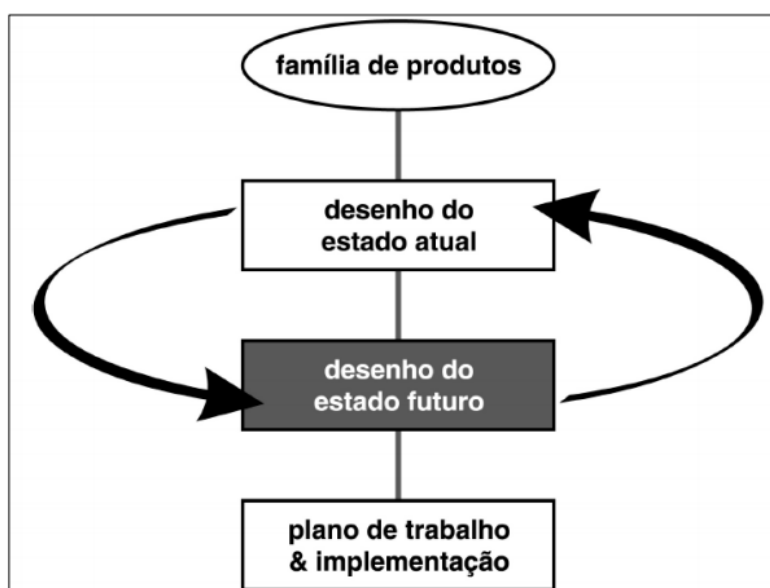 família de produtos
desenho do
estado atual
desenho do
estado futuro
plano de trabalho
& implementação